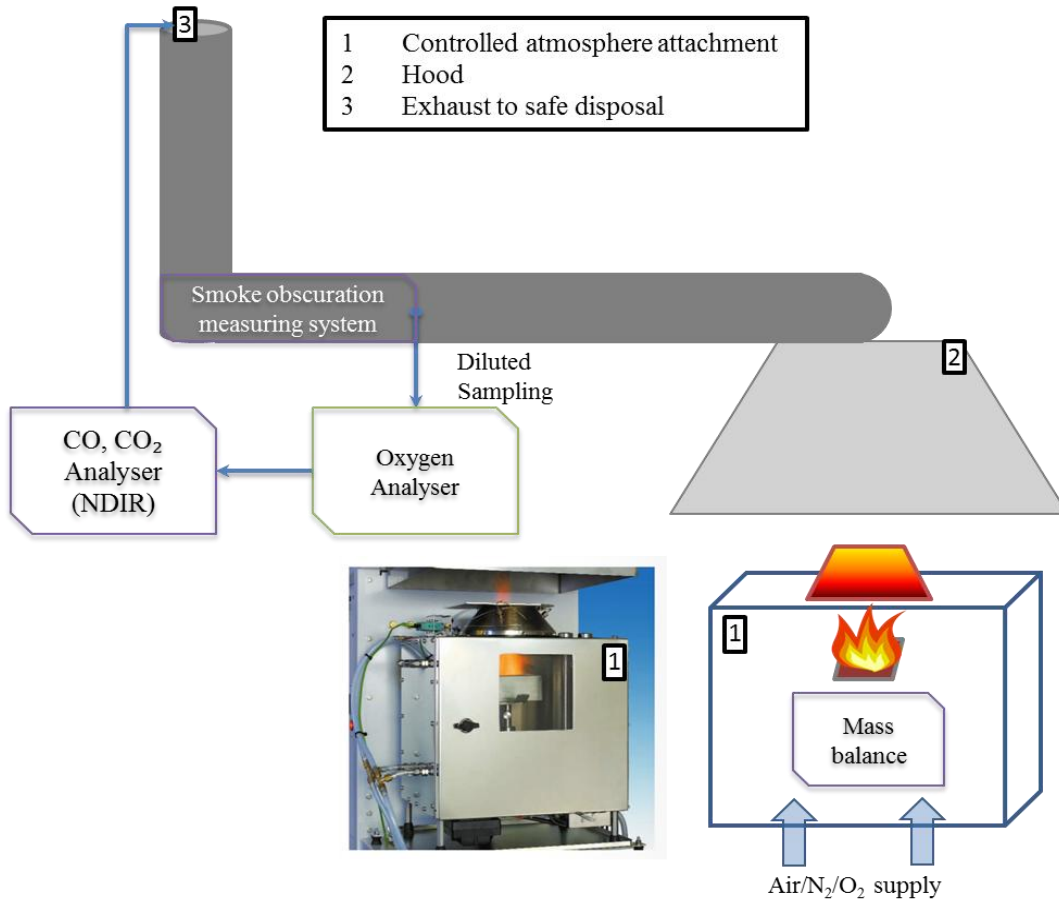 3
1 Controlled atmosphere attachment
2 Hood
3 Exhaust to safe disposal
Smoke obscuration
measuring system
2
Diluted
Sampling
CO, CO₂
Analyser
(NDIR)
Oxygen
Analyser
1
1
Mass
balance
Air/N₂/O₂ supply